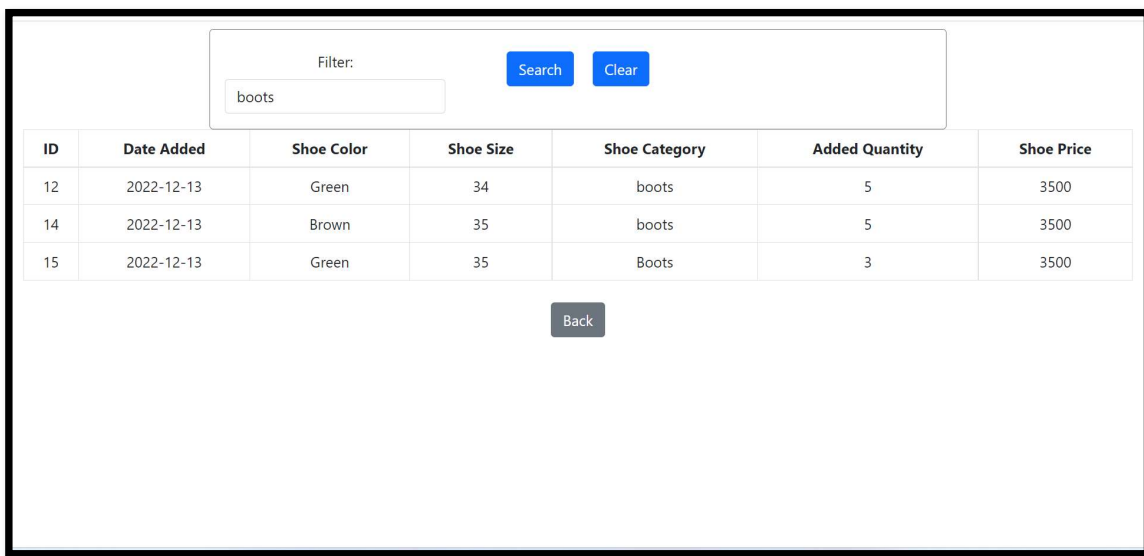 Filter:
Search Clear
boots
ID Date Added Shoe Color Shoe Size Shoe Category Added Quantity Shoe Price
12 2022-12-13 Green 34 boots 5 3500
14 2022-12-13 Brown 35 boots 5 3500
15 2022-12-13 Green 35 Boots 3 3500
Back